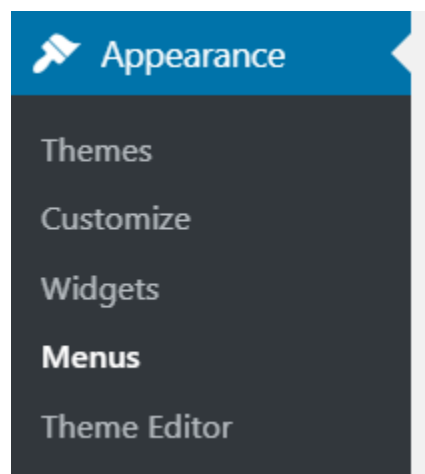 Appearance
Themes
Customize
Widgets
Menus
Theme Editor